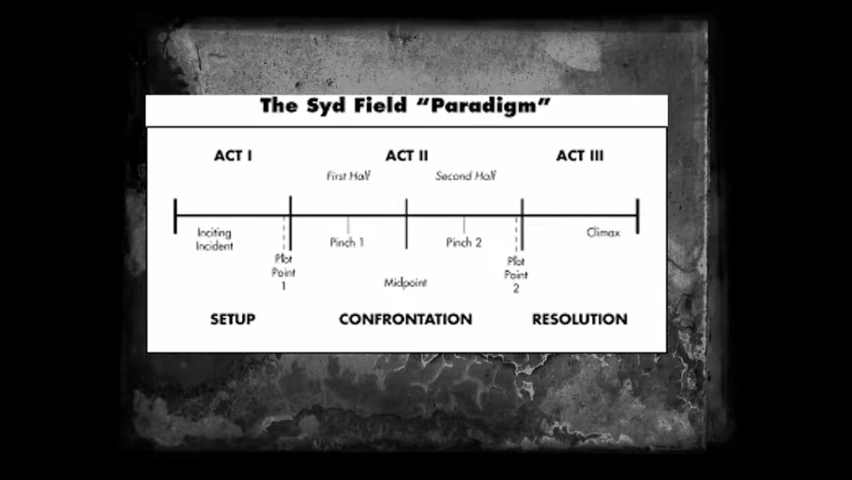 The Syd Field “Paradigm”
ACT I
ACT II
ACT III
First Half
Second Half
Inciting
Incident
Plot
Point
1
Pinch 1
Midpoint
Pinch 2
Plot
Point
2
Climax
SETUP
CONFRONTATION
RESOLUTION